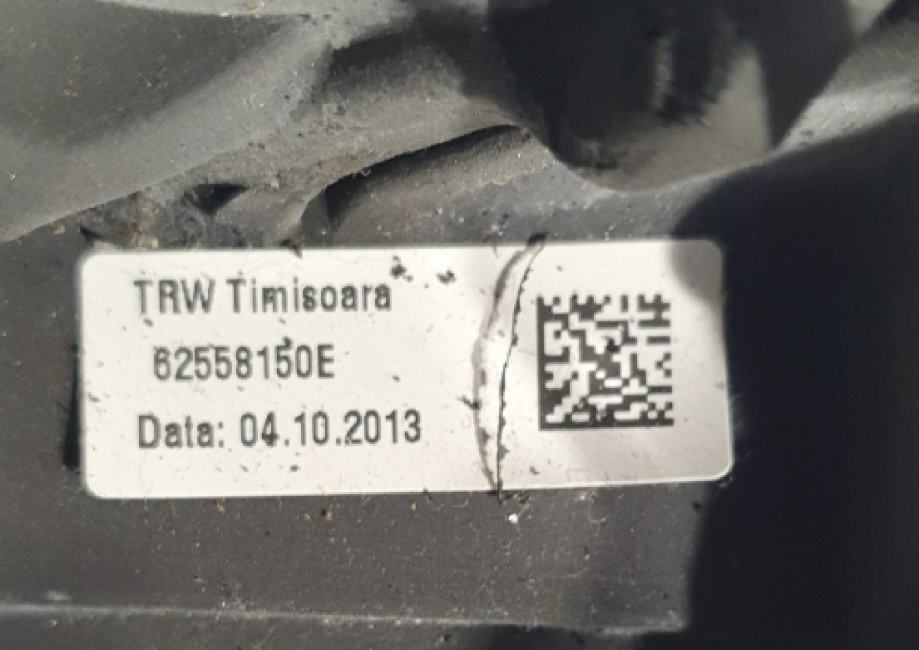 TRW Timisoara
62558150E
Data: 04.10.2013